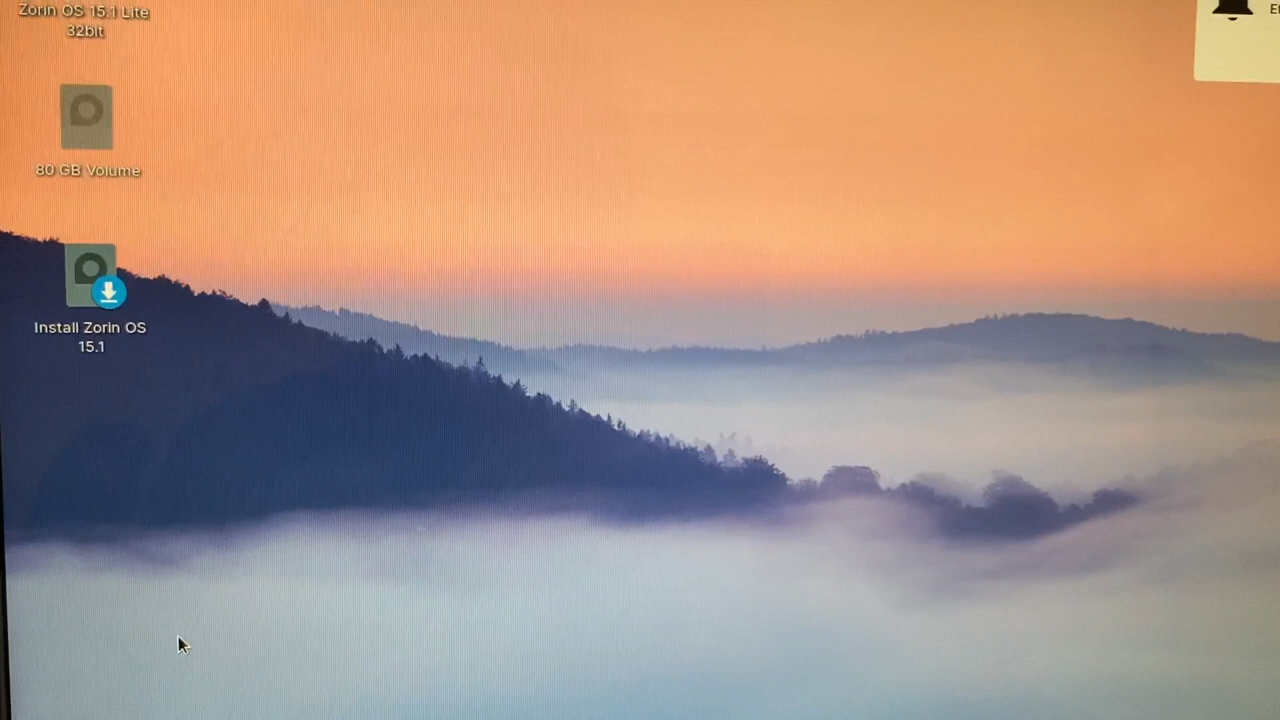 Zorin OS 15.1 Lite
32bit
80 GB Volume
Install Zorin OS
15.1